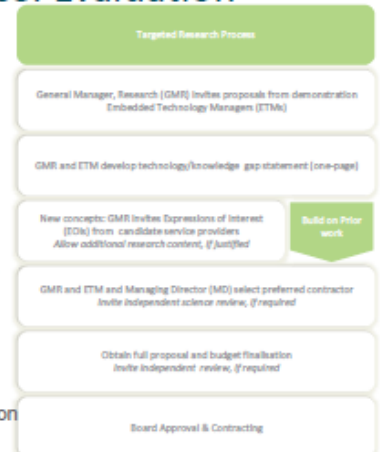 Targeted Research Process
General Manager, Research (GMR) invites proposals from demonstration
Embedded Technology Managers (ETMs)
GMR and ETM develop technology/knowledge gap statement (one-page)
New concepts: GMR invites Expressions of Interest
(EOIs) from candidate service providers
Allow additional research content, if justified
Build on Prior
work
GMR and ETM and Managing Director (MD) select preferred contractor
Invite independent science review, if required
Obtain full proposal and budget finalisation
Invite independent review, if required
Board Approval & Contracting